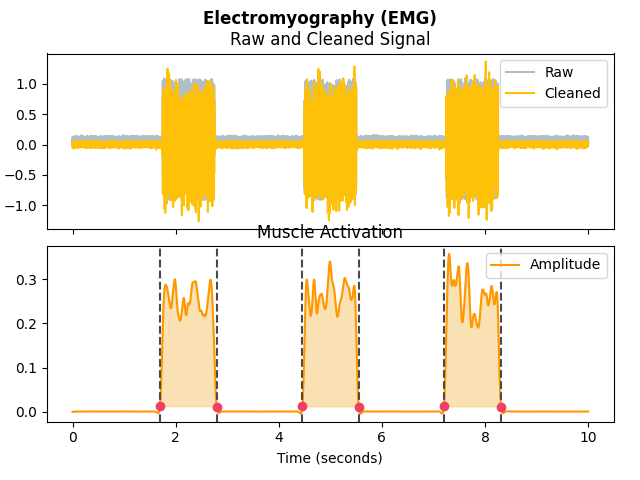 Electromyography (EMG)
Raw and Cleaned Signal
Raw
Cleaned
1.0
0.5
0.0
−0.5
−1.0
Muscle Activation
Amplitude
0.3
0.2
0.1
0.0
0 2 4 6 8 10
Time (seconds)